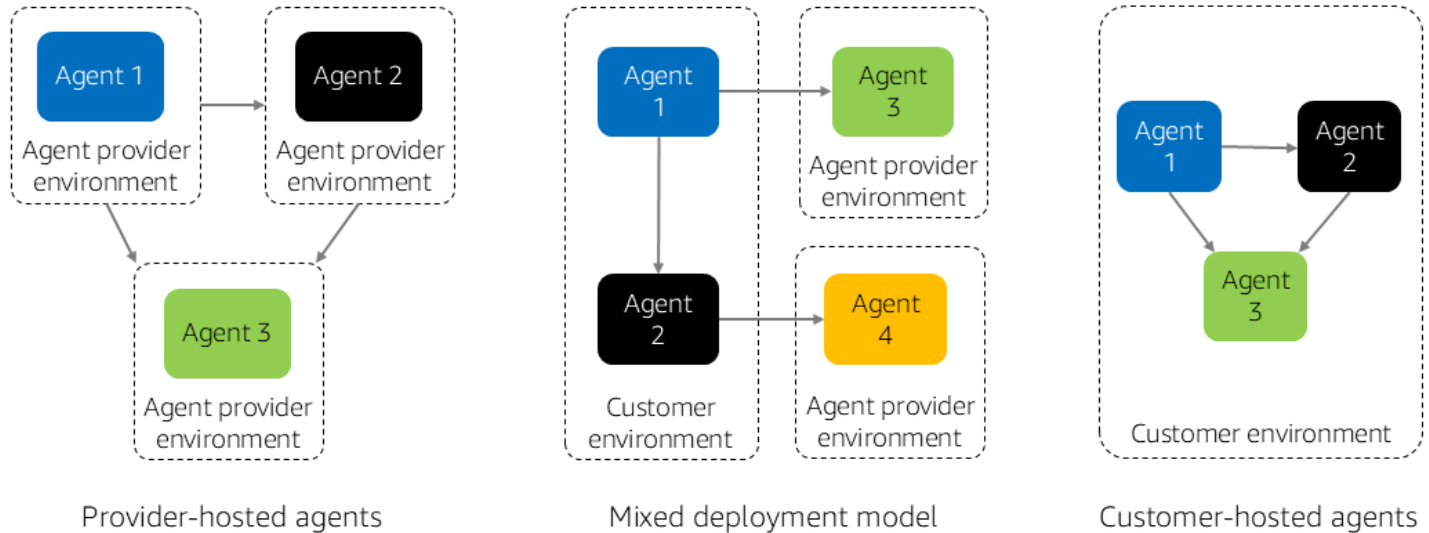 Agent 1
Agent provider
environment
Agent 2
Agent provider
environment
Agent 3
Agent provider
environment
Provider-hosted agents
Agent
1
Agent
2
Customer
environment
Agent
3
Agent provider
environment
Agent
4
Agent provider
environment
Mixed deployment model
Agent
1
Agent
2
Agent
3
Customer environment
Customer-hosted agents